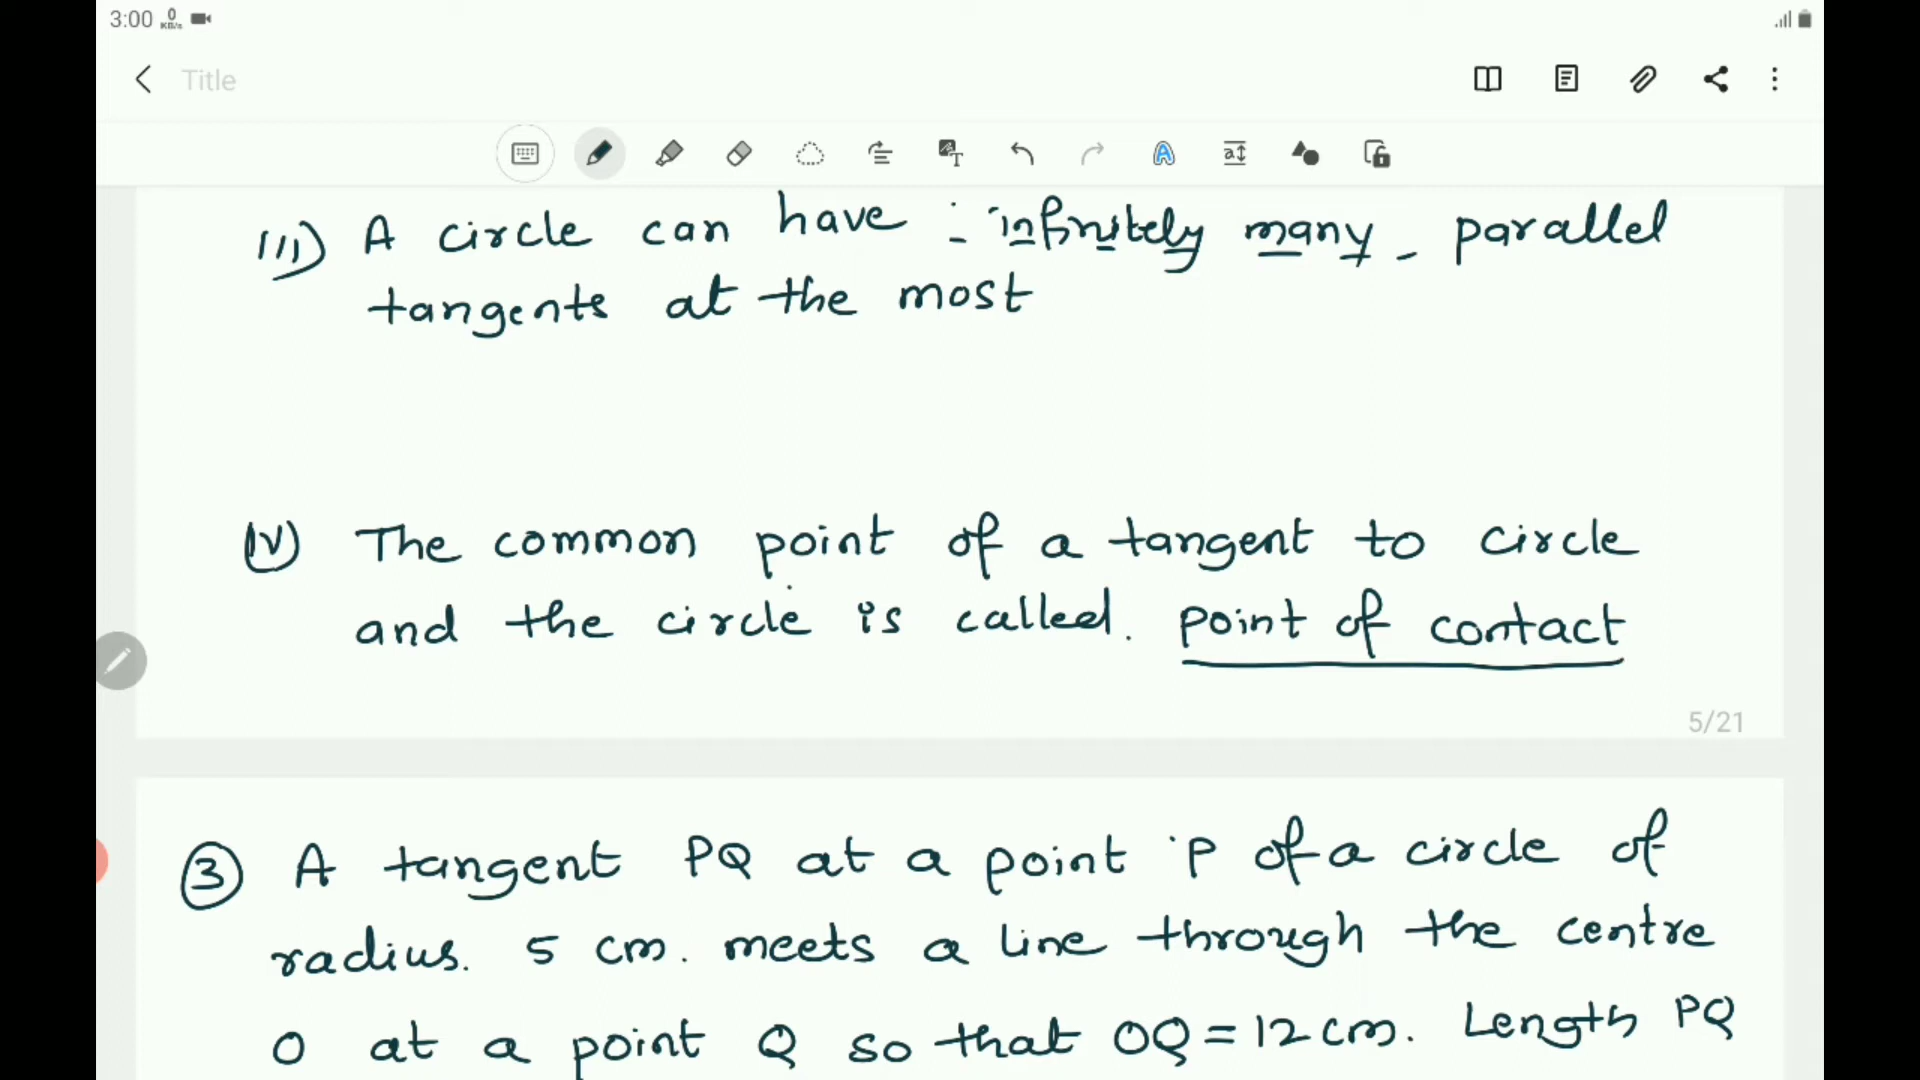 3:00 0 KB/s
Title
III) A circle can have infinitely many parallel
tangents at the most
IV) The common point of a tangent to circle
and the circle is called. point of contact
5/21
③ A tangent PQ at a point P of a circle of
radius. 5 cm. meets a line through the centre
O at a point Q so that OQ = 12 cm. Length PQ